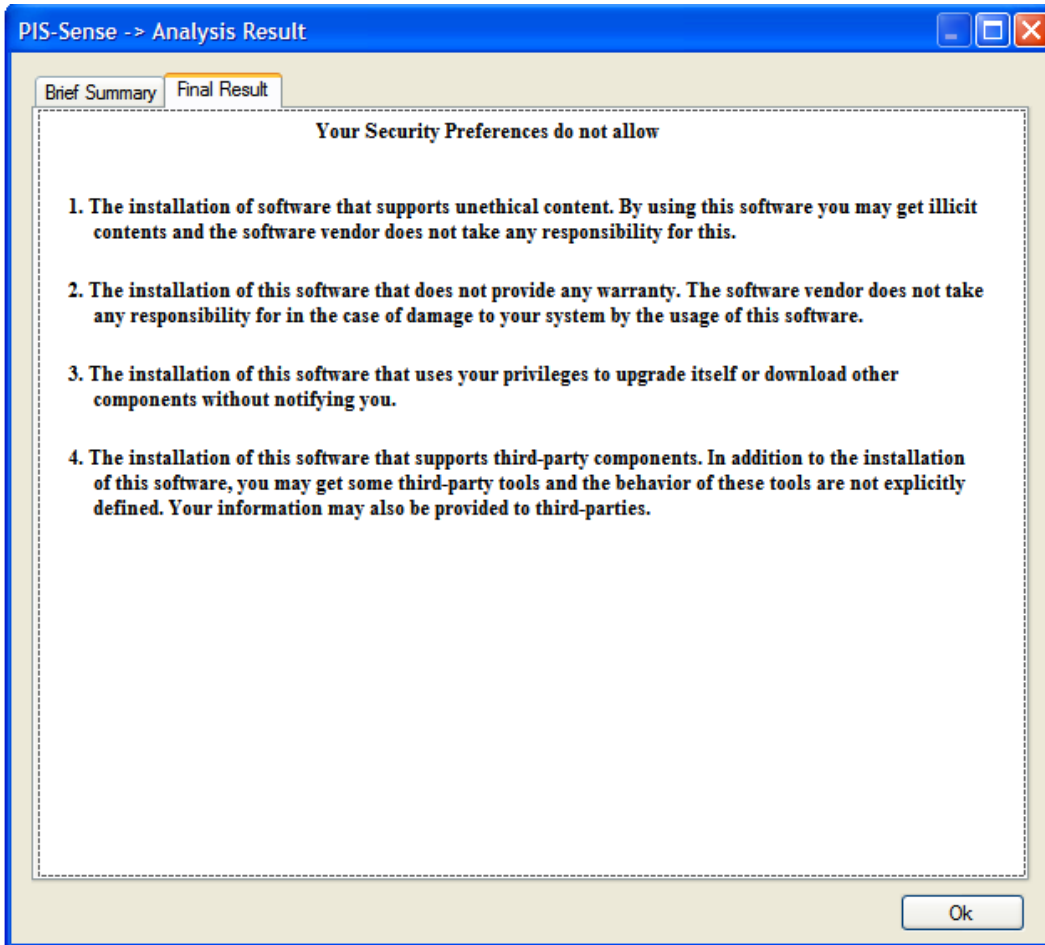 PIS-Sense -> Analysis Result
Brief Summary
Final Result
Your Security Preferences do not allow
1. The installation of software that supports unethical content. By using this software you may get illicit
contents and the software vendor does not take any responsibility for this.
2. The installation of this software that does not provide any warranty. The software vendor does not take
any responsibility for in the case of damage to your system by the usage of this software.
3. The installation of this software that uses your privileges to upgrade itself or download other
components without notifying you.
4. The installation of this software that supports third-party components. In addition to the installation
of this software, you may get some third-party tools and the behavior of these tools are not explicitly
defined. Your information may also be provided to third-parties.
Ok